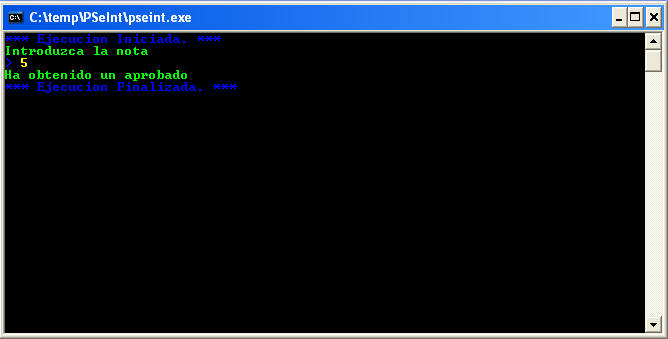 C:\temp\PSeInt\pseint.exe
*** Ejecucion Iniciada. ***
Introduzca la nota
> 5
Ha obtenido un aprobado
*** Ejecucion Finalizada. ***